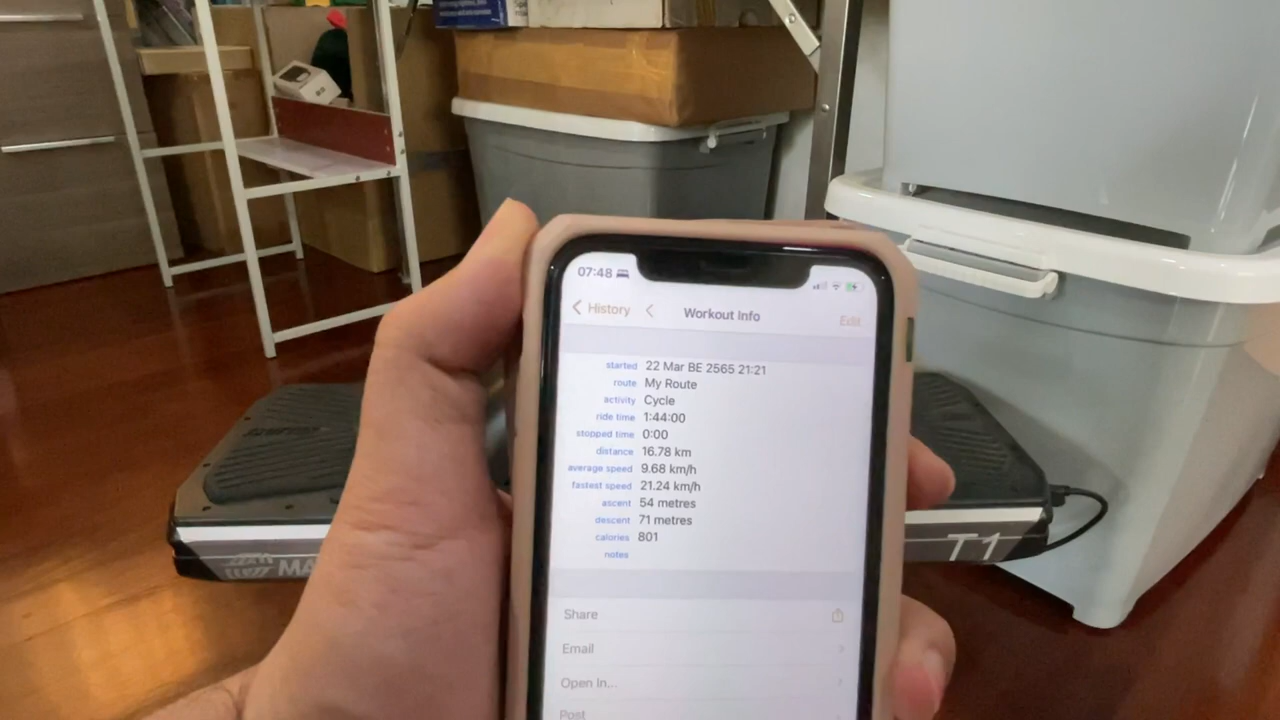 07:48
History
Workout Info
Edit
started 22 Mar BE 2565 21:21
route My Route
activity Cycle
ride time 1:44:00
stopped time 0:00
distance 16.78 km
average speed 9.68 km/h
fastest speed 21.24 km/h
ascent 54 metres
descent 71 metres
calories 801
notes
Share
Email
Open In...
Post
MA
T1